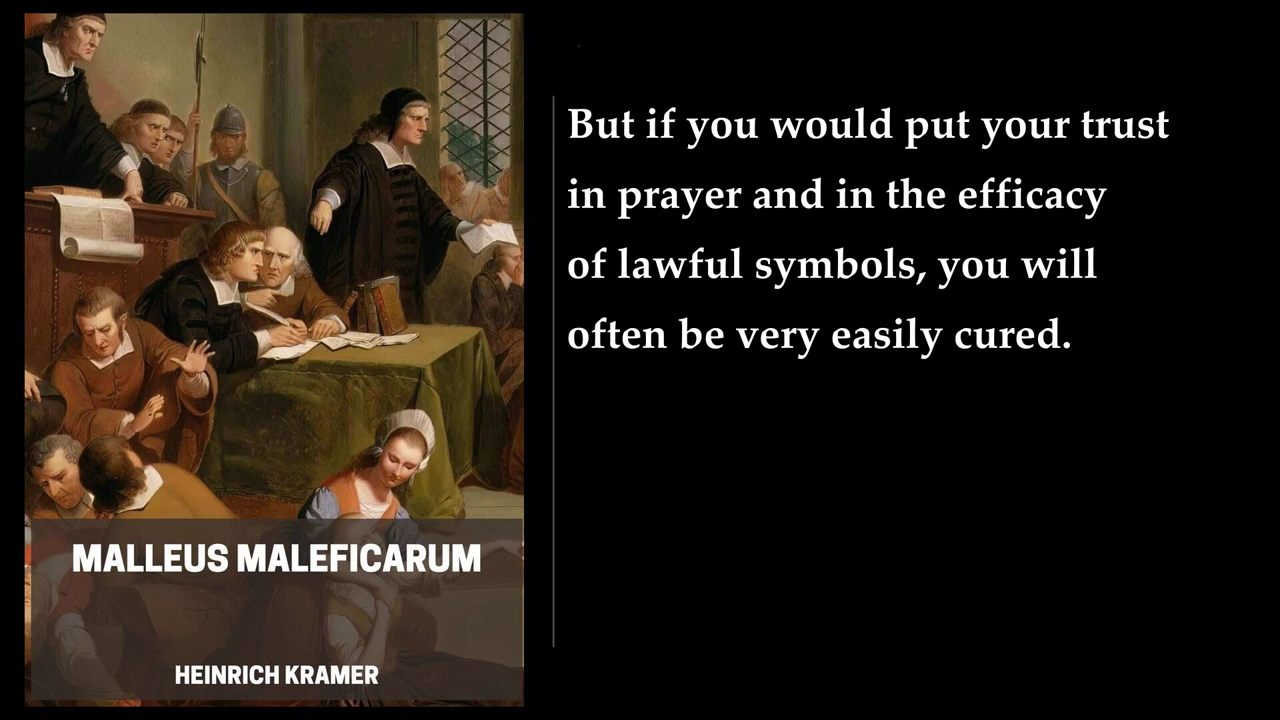 But if you would put your trust
in prayer and in the efficacy
of lawful symbols, you will
often be very easily cured.
MALLEUS MALEFICARUM
HEINRICH KRAMER